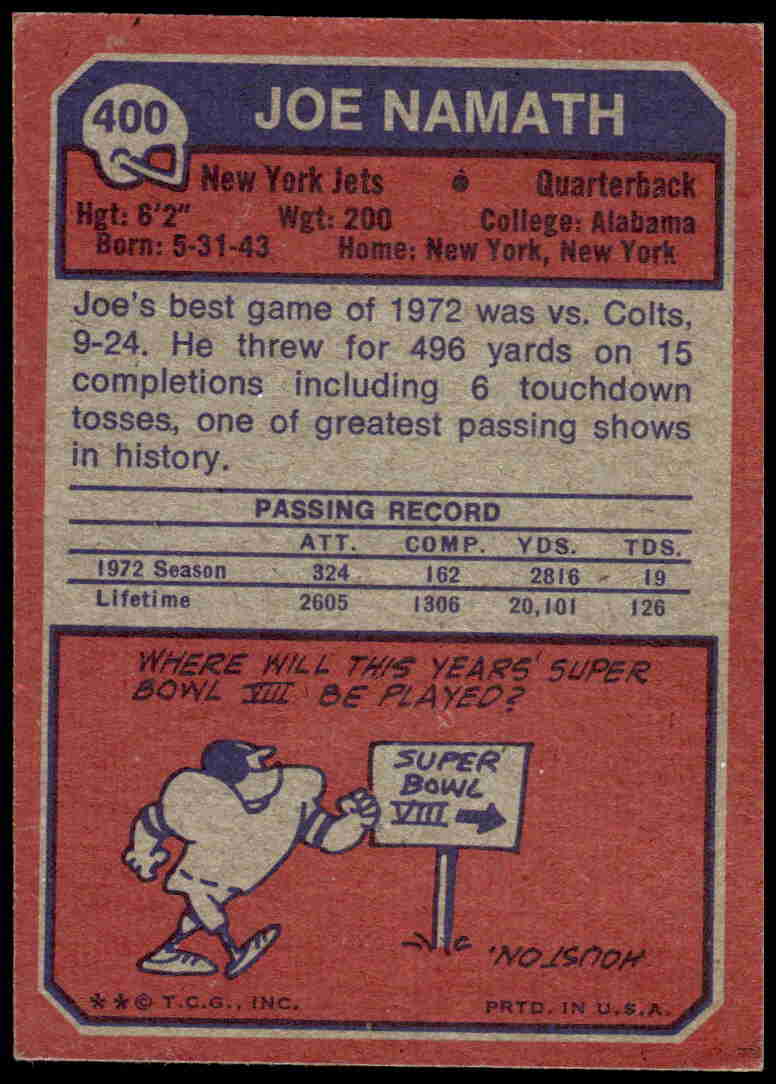 400 JOE NAMATH
New York Jets • Quarterback
Hgt: 6'2" Wgt: 200 College: Alabama
Born: 5-31-43 Home: New York, New York
Joe's best game of 1972 was vs. Colts,
9-24. He threw for 496 yards on 15
completions including 6 touchdown
tosses, one of greatest passing shows
in history.
PASSING RECORD
ATT. COMP. YDS. TDS.
1972 Season 324 162 2816 19
Lifetime 2605 1306 20,101 126
WHERE WILL THIS YEARS' SUPER
BOWL VIII BE PLAYED?
SUPER
BOWL
VIII
HOUSTON.
**© T.C.G., INC. PRTD. IN U.S.A.